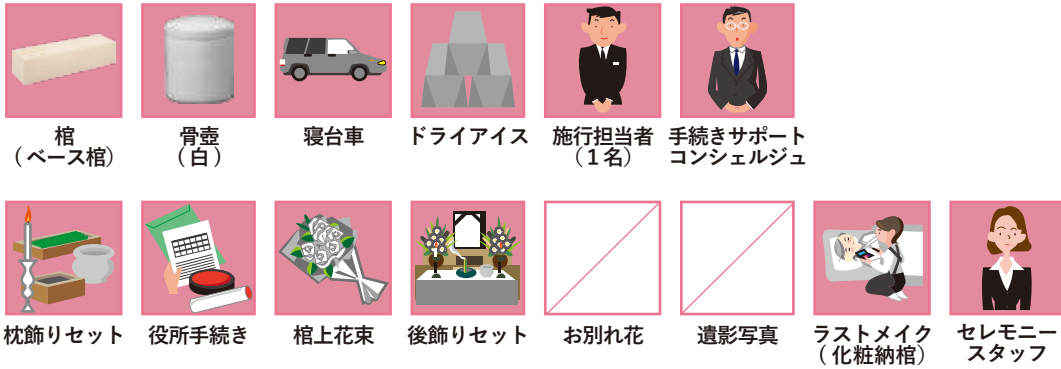 棺
（ベース棺）
骨壺
（白）
寝台車
ドライアイス
施行担当者
（1名）
手続きサポート
コンシェルジュ
枕飾りセット
役所手続き
棺上花束
後飾りセット
お別れ花
遺影写真
ラストメイク
（化粧納棺）
セレモニー
スタッフ